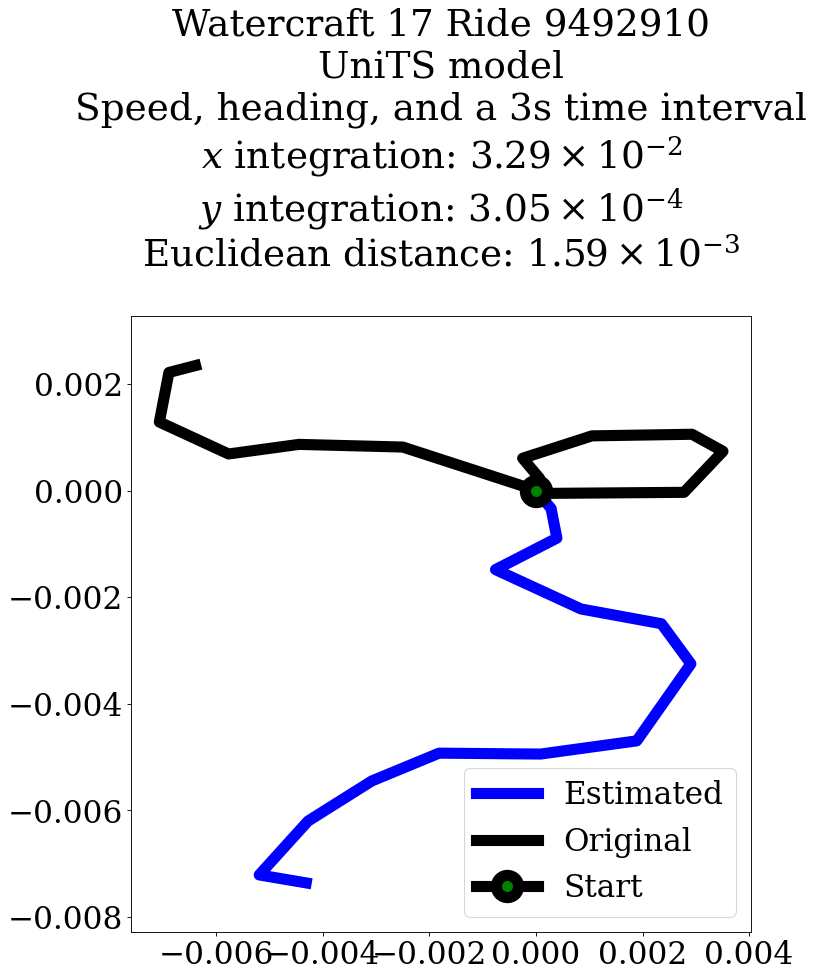 Watercraft 17 Ride 9492910
UniTS model
Speed, heading, and a 3s time interval
x integration: 3.29 × 10⁻²
y integration: 3.05 × 10⁻⁴
Euclidean distance: 1.59 × 10⁻³
0.002
0.000
−0.002
−0.004
−0.006
−0.008
Estimated
Original
Start
−0.006 −0.004 −0.002 0.000 0.002 0.004